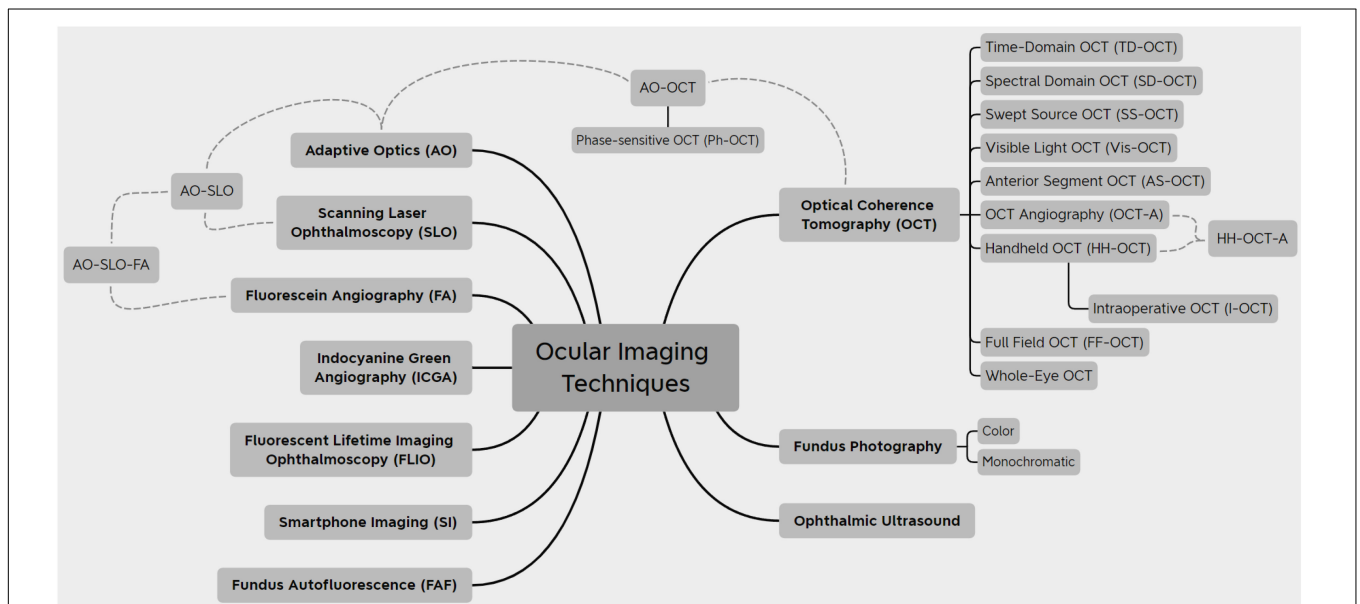 Ocular Imaging
Techniques
Adaptive Optics (AO)
Scanning Laser
Ophthalmoscopy (SLO)
Fluorescein Angiography (FA)
Indocyanine Green
Angiography (ICGA)
Fluorescent Lifetime Imaging
Ophthalmoscopy (FLIO)
Smartphone Imaging (SI)
Fundus Autofluorescence (FAF)
AO-SLO
AO-SLO-FA
AO-OCT
Phase-sensitive OCT (Ph-OCT)
Optical Coherence
Tomography (OCT)
Time-Domain OCT (TD-OCT)
Spectral Domain OCT (SD-OCT)
Swept Source OCT (SS-OCT)
Visible Light OCT (Vis-OCT)
Anterior Segment OCT (AS-OCT)
OCT Angiography (OCT-A)
Handheld OCT (HH-OCT)
HH-OCT-A
Intraoperative OCT (I-OCT)
Full Field OCT (FF-OCT)
Whole-Eye OCT
Fundus Photography
Color
Monochromatic
Ophthalmic Ultrasound